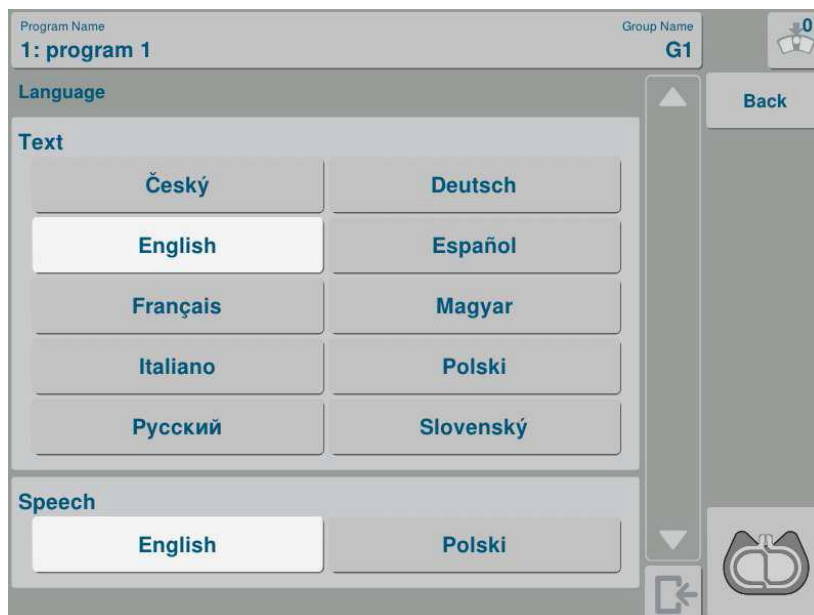 Program Name
Group Name
1: program 1
G1
0
Language
Back
Text
Český
Deutsch
English
Español
Français
Magyar
Italiano
Polski
Русский
Slovenský
Speech
English
Polski